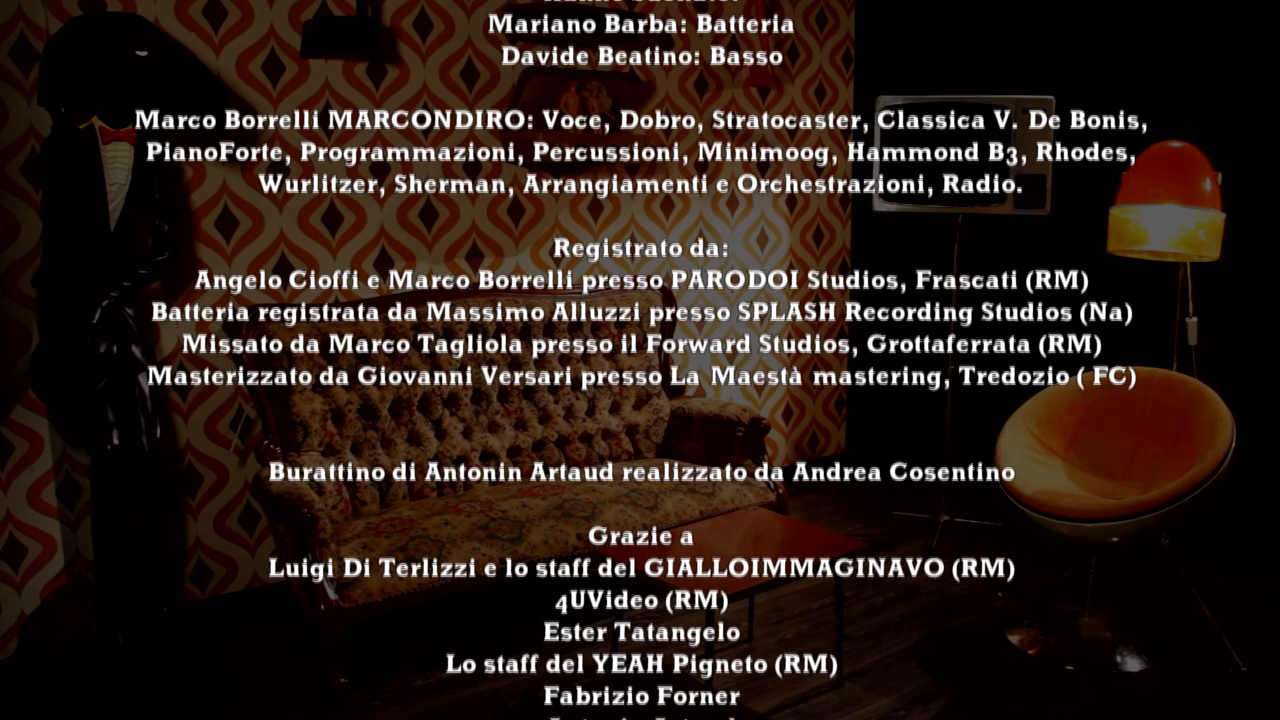 Mariano Barba: Batteria
Davide Beatino: Basso
Marco Borrelli MARCONDIRO: Voce, Dobro, Stratocaster, Classica V. De Bonis,
PianoForte, Programmazioni, Percussioni, Minimoog, Hammond B3, Rhodes,
Wurlitzer, Sherman, Arrangiamenti e Orchestrazioni, Radio.
Registrato da:
Angelo Cioffi e Marco Borrelli presso PARODOI Studios, Frascati (RM)
Batteria registrata da Massimo Alluzzi presso SPLASH Recording Studios (Na)
Missato da Marco Tagliola presso il Forward Studios, Grottaferrata (RM)
Masterizzato da Giovanni Versari presso La Maestà mastering, Tredozio ( FC)
Burattino di Antonin Artaud realizzato da Andrea Cosentino
Grazie a
Luigi Di Terlizzi e lo staff del GIALLOIMMAGINAVO (RM)
4UVideo (RM)
Ester Tatangelo
Lo staff del YEAH Pigneto (RM)
Fabrizio Forner